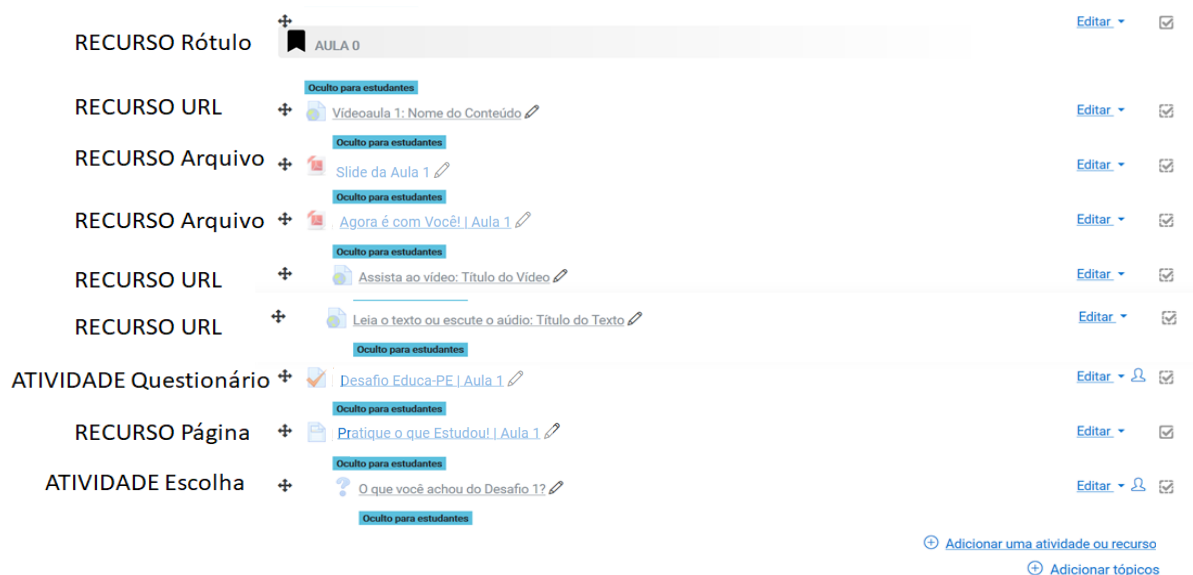 Editar
RECURSO Rótulo
AULA 0
Oculto para estudantes
RECURSO URL
Vídeoaula 1: Nome do Conteúdo
Editar
Oculto para estudantes
RECURSO Arquivo
Slide da Aula 1
Editar
Oculto para estudantes
RECURSO Arquivo
Agora é com Você! | Aula 1
Editar
Oculto para estudantes
RECURSO URL
Assista ao vídeo: Título do Vídeo
Editar
RECURSO URL
Leia o texto ou escute o aúdio: Título do Texto
Editar
Oculto para estudantes
ATIVIDADE Questionário
Desafio Educa-PE | Aula 1
Editar
Oculto para estudantes
RECURSO Página
Pratique o que Estudou! | Aula 1
Editar
Oculto para estudantes
ATIVIDADE Escolha
O que você achou do Desafio 1?
Editar
Oculto para estudantes
Adicionar uma atividade ou recurso
Adicionar tópicos